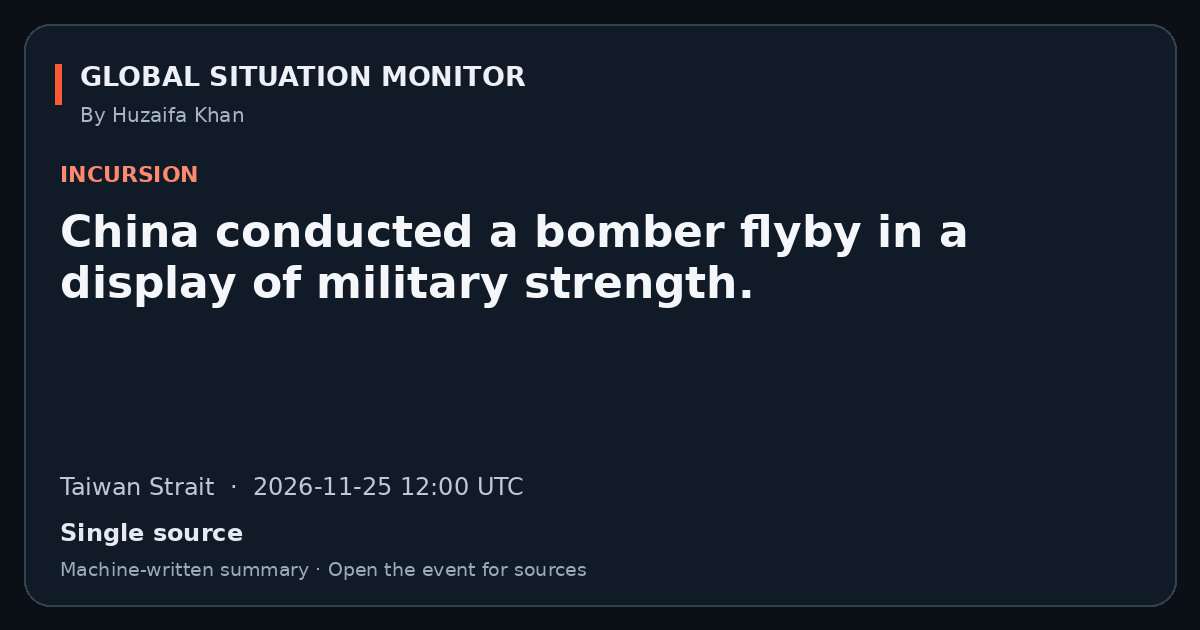 GLOBAL SITUATION MONITOR
By Huzaifa Khan
INCURSION
China conducted a bomber flyby in a
display of military strength.
Taiwan Strait · 2026-11-25 12:00 UTC
Single source
Machine-written summary · Open the event for sources